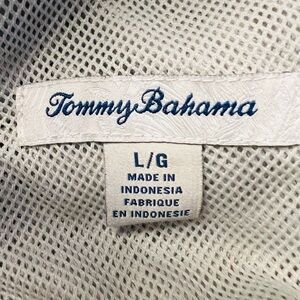 Tommy Bahama
L/G
MADE IN
INDONESIA
FABRIQUE
EN INDONESIE